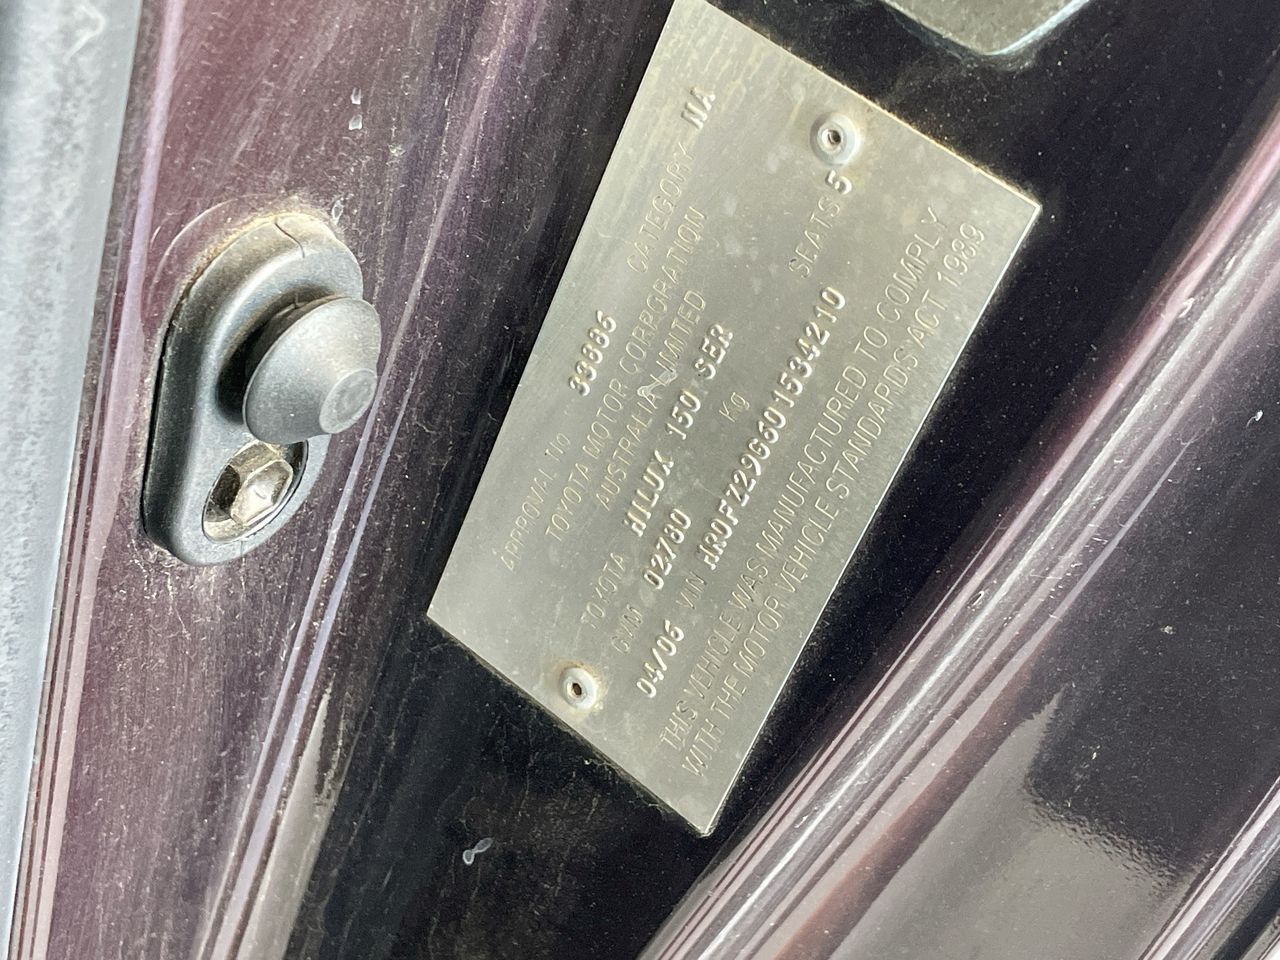 APPROVAL No 33886 CATEGORY NA
TOYOTA MOTOR CORPORATION
AUSTRALIA LIMITED
TOYOTA HILUX 150 SER
GVM 02780 Kg SEATS 5
04/06 VIN MR0FZ29G601534210
THIS VEHICLE WAS MANUFACTURED TO COMPLY
WITH THE MOTOR VEHICLE STANDARDS ACT 1989